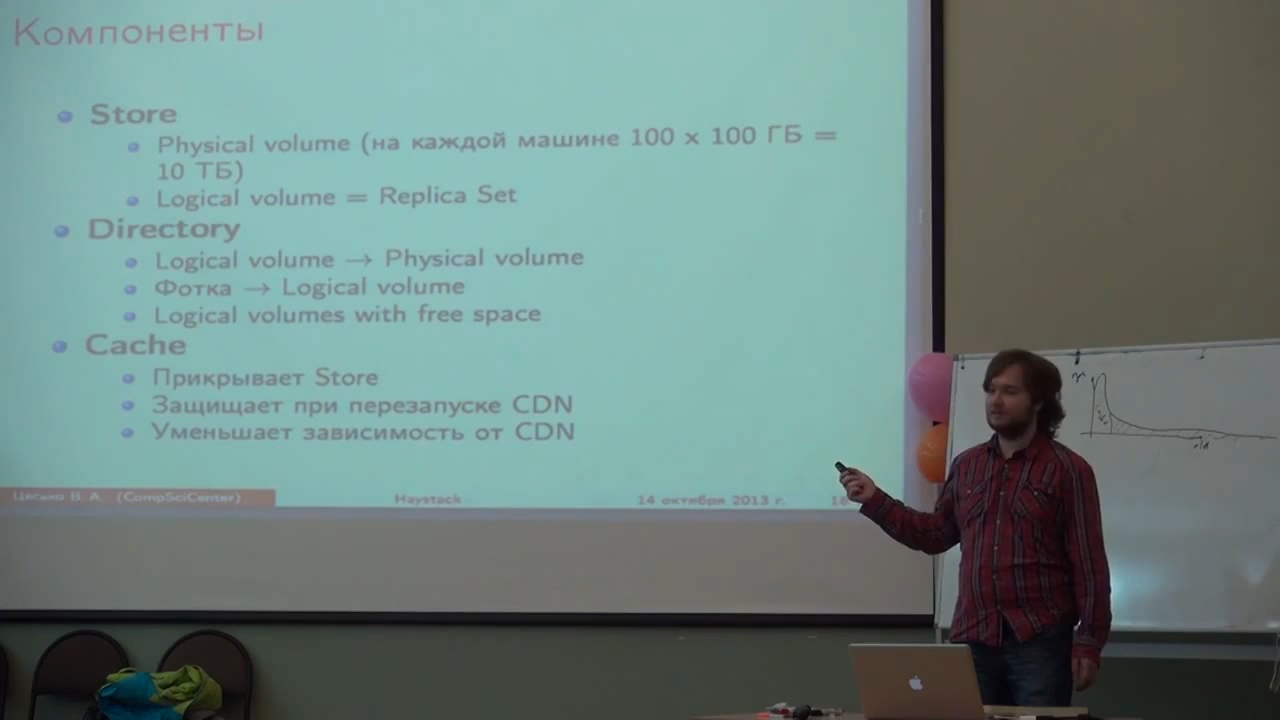 Компоненты
Store
Physical volume (на каждой машине 100 x 100 ГБ =
10 ТБ)
Logical volume = Replica Set
Directory
Logical volume → Physical volume
Фотка → Logical volume
Logical volumes with free space
Cache
Прикрывает Store
Защищает при перезапуске CDN
Уменьшает зависимость от CDN
Цесько В. А. (CompSciCenter)
Haystack
14 октября 2013 г.